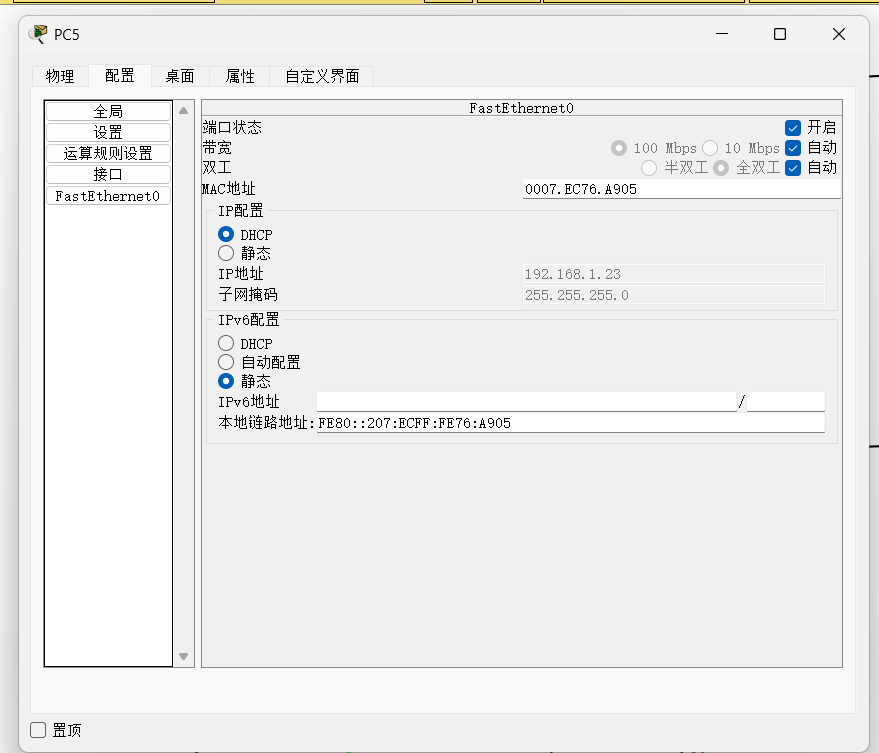 PC5
物理 配置 桌面 属性 自定义界面
全局
设置
运算规则设置
接口
FastEthernet0
FastEthernet0
端口状态 开启
带宽 100 Mbps 10 Mbps 自动
双工 半双工 全双工 自动
MAC地址 0007.EC76.A905
IP配置
DHCP
静态
IP地址 192.168.1.23
子网掩码 255.255.255.0
IPv6配置
DHCP
自动配置
静态
IPv6地址 /
本地链路地址: FE80::207:ECFF:FE76:A905
置顶